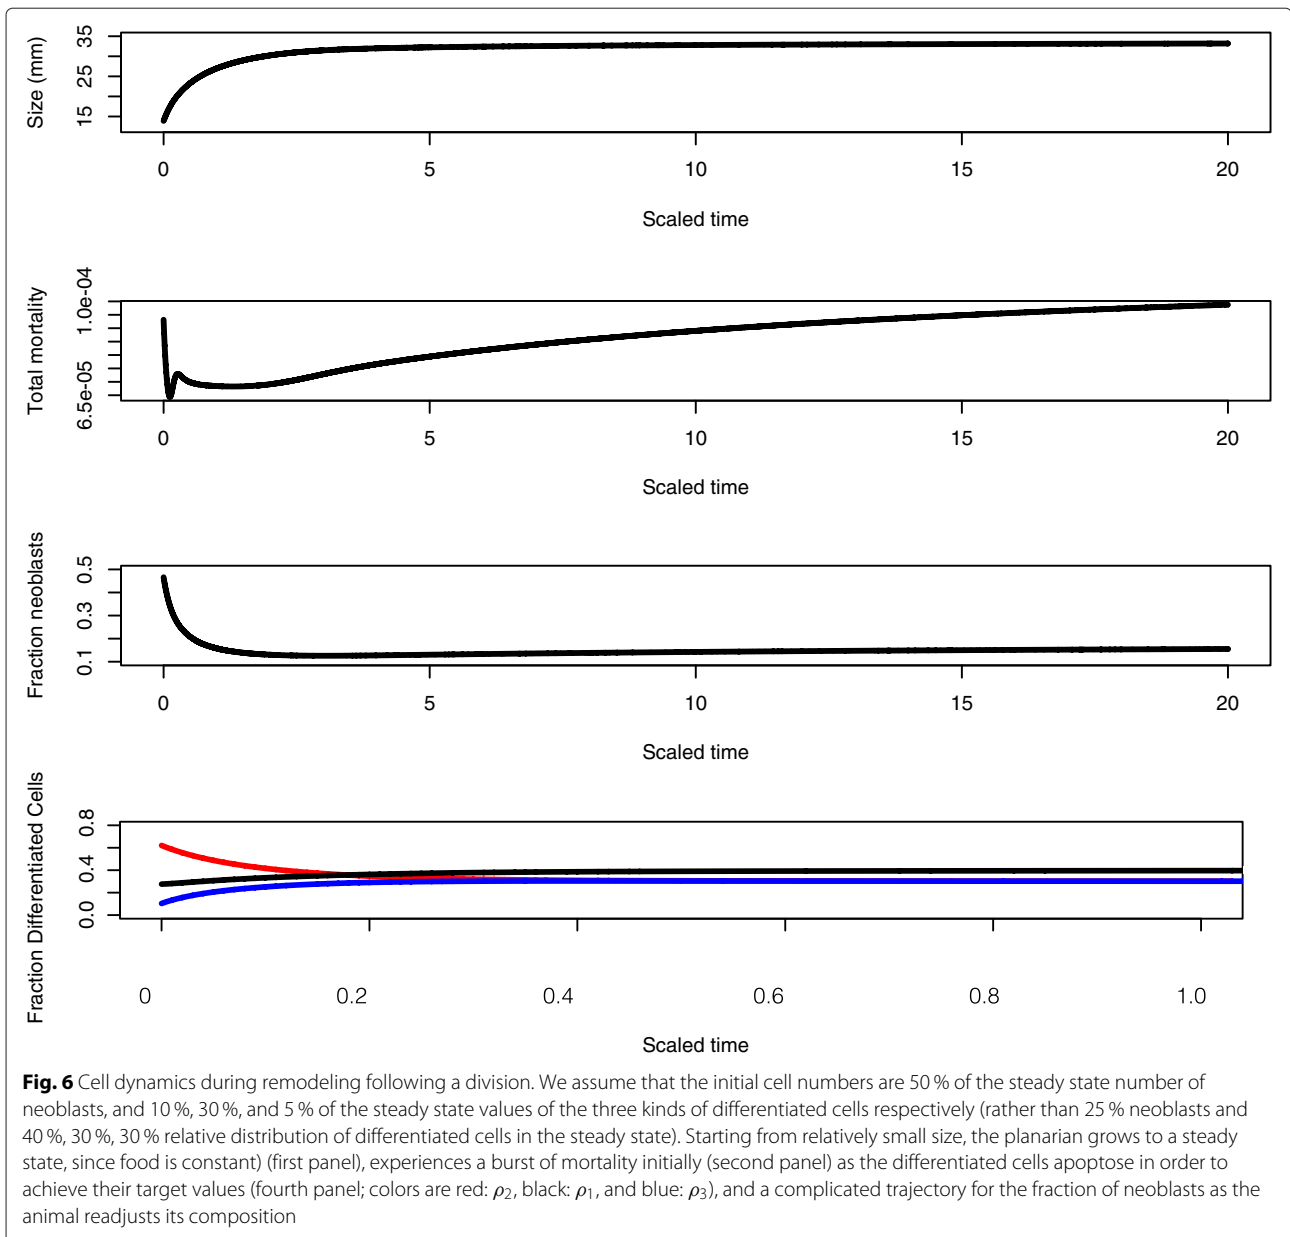 Size (mm)
35
25
15
0 5 10 15 20
Scaled time
Total mortality
1.0e-04
6.5e-05
0 5 10 15 20
Scaled time
Fraction neoblasts
0.5
0.3
0.1
0 5 10 15 20
Scaled time
Fraction Differentiated Cells
0.8
0.4
0.0
0 0.2 0.4 0.6 0.8 1.0
Scaled time
Fig. 6 Cell dynamics during remodeling following a division. We assume that the initial cell numbers are 50 % of the steady state number of
neoblasts, and 10 %, 30 %, and 5 % of the steady state values of the three kinds of differentiated cells respectively (rather than 25 % neoblasts and
40 %, 30 %, 30 % relative distribution of differentiated cells in the steady state). Starting from relatively small size, the planarian grows to a steady
state, since food is constant) (first panel), experiences a burst of mortality initially (second panel) as the differentiated cells apoptose in order to
achieve their target values (fourth panel; colors are red: ρ₂, black: ρ₁, and blue: ρ₃), and a complicated trajectory for the fraction of neoblasts as the
animal readjusts its composition